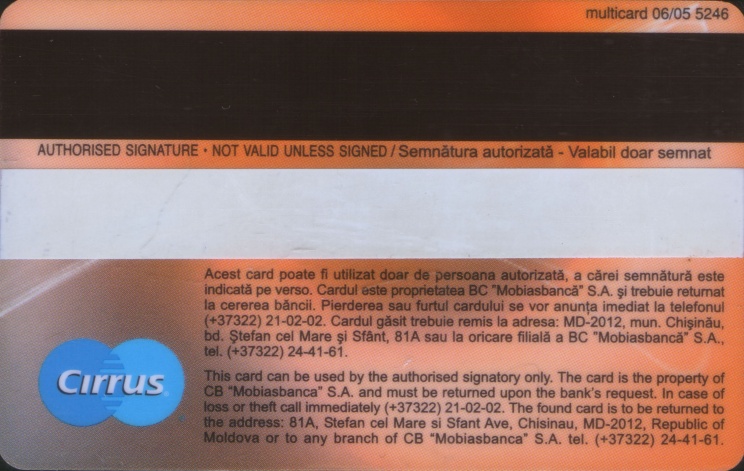 multicard 06/05 5246
AUTHORISED SIGNATURE · NOT VALID UNLESS SIGNED / Semnătura autorizată - Valabil doar semnat
Acest card poate fi utilizat doar de persoana autorizată, a cărei semnătură este
indicată pe verso. Cardul este proprietatea BC "Mobiasbancă" S.A. şi trebuie returnat
la cererea băncii. Pierderea sau furtul cardului se vor anunţa imediat la telefonul
(+37322) 21-02-02. Cardul găsit trebuie remis la adresa: MD-2012, mun. Chişinău,
bd. Ştefan cel Mare şi Sfânt, 81A sau la oricare filială a BC "Mobiasbancă" S.A.,
tel. (+37322) 24-41-61.
Cirrus
This card can be used by the authorised signatory only. The card is the property of
CB "Mobiasbanca" S.A. and must be returned upon the bank's request. In case of
loss or theft call immediately (+37322) 21-02-02. The found card is to be returned to
the address: 81A, Stefan cel Mare si Sfant Ave, Chisinau, MD-2012, Republic of
Moldova or to any branch of CB "Mobiasbanca" S.A. tel. (+37322) 24-41-61.